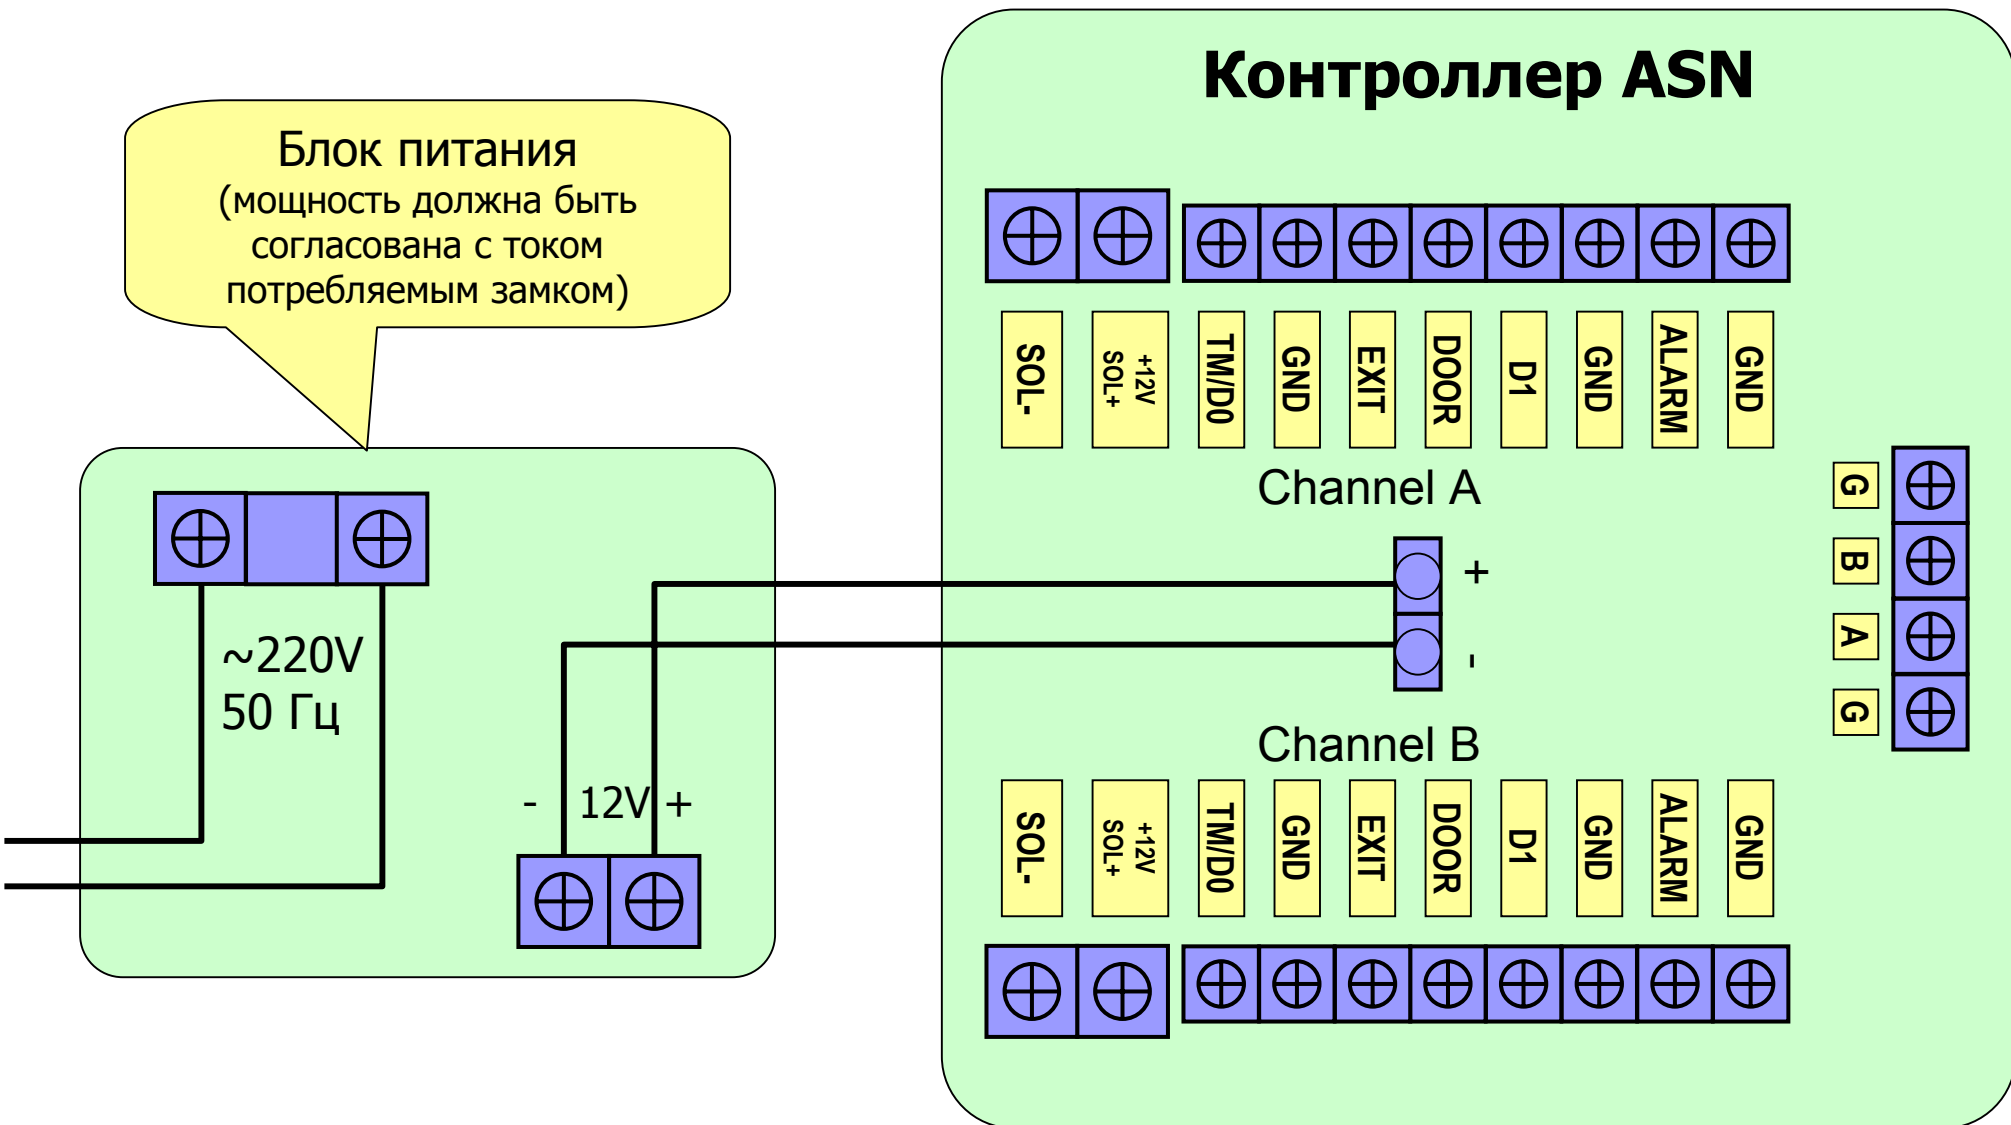 Контроллер ASN
Блок питания
(мощность должна быть
согласована с током
потребляемым замком)
SOL-
+12V
SOL+
TM/D0
GND
EXIT
DOOR
D1
GND
ALARM
GND
Channel A
G
B
A
G
+
-
~220V
50 Гц
- 12V +
Channel B
SOL-
+12V
SOL+
TM/D0
GND
EXIT
DOOR
D1
GND
ALARM
GND